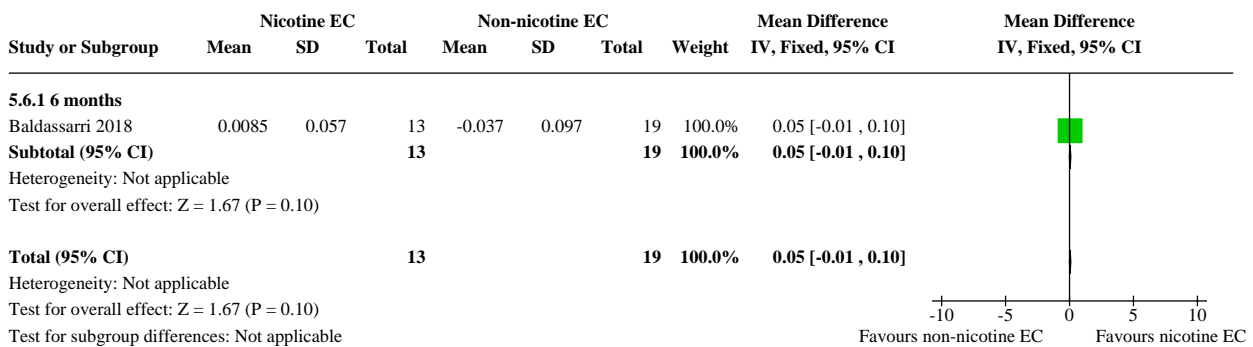 Nicotine EC Non-nicotine EC Mean Difference Mean Difference
Study or Subgroup Mean SD Total Mean SD Total Weight IV, Fixed, 95% CI IV, Fixed, 95% CI
5.6.1 6 months
Baldassarri 2018 0.0085 0.057 13 -0.037 0.097 19 100.0% 0.05 [-0.01 , 0.10]
Subtotal (95% CI) 13 19 100.0% 0.05 [-0.01 , 0.10]
Heterogeneity: Not applicable
Test for overall effect: Z = 1.67 (P = 0.10)
Total (95% CI) 13 19 100.0% 0.05 [-0.01 , 0.10]
Heterogeneity: Not applicable
Test for overall effect: Z = 1.67 (P = 0.10)
-10 -5 0 5 10
Test for subgroup differences: Not applicable Favours non-nicotine EC Favours nicotine EC